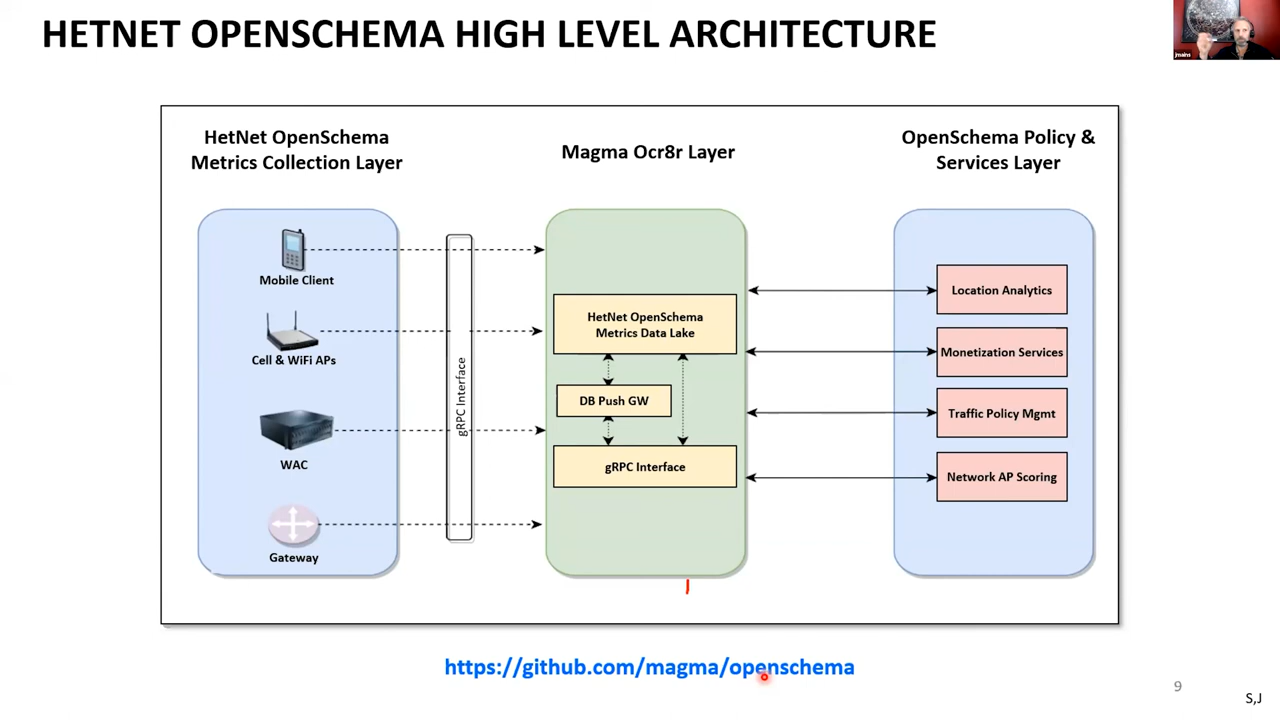 HETNET OPENSCHEMA HIGH LEVEL ARCHITECTURE
jmains
HetNet OpenSchema
Metrics Collection Layer
Mobile Client
Cell & WiFi APs
WAC
Gateway
gRPC Interface
Magma Ocr8r Layer
HetNet OpenSchema
Metrics Data Lake
DB Push GW
gRPC Interface
OpenSchema Policy &
Services Layer
Location Analytics
Monetization Services
Traffic Policy Mgmt
Network AP Scoring
https://github.com/magma/openschema
9
S,J